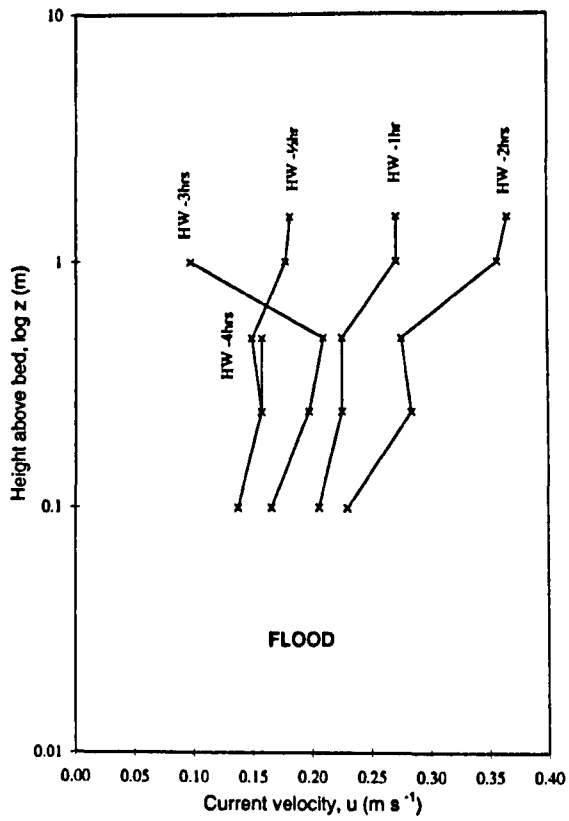 10
HW -½hr
HW -1hr
HW -2hrs
HW -3hrs
1
HW -4hrs
Height above bed, log z (m)
0.1
FLOOD
0.01
0.00 0.05 0.10 0.15 0.20 0.25 0.30 0.35 0.40
Current velocity, u (m s⁻¹)